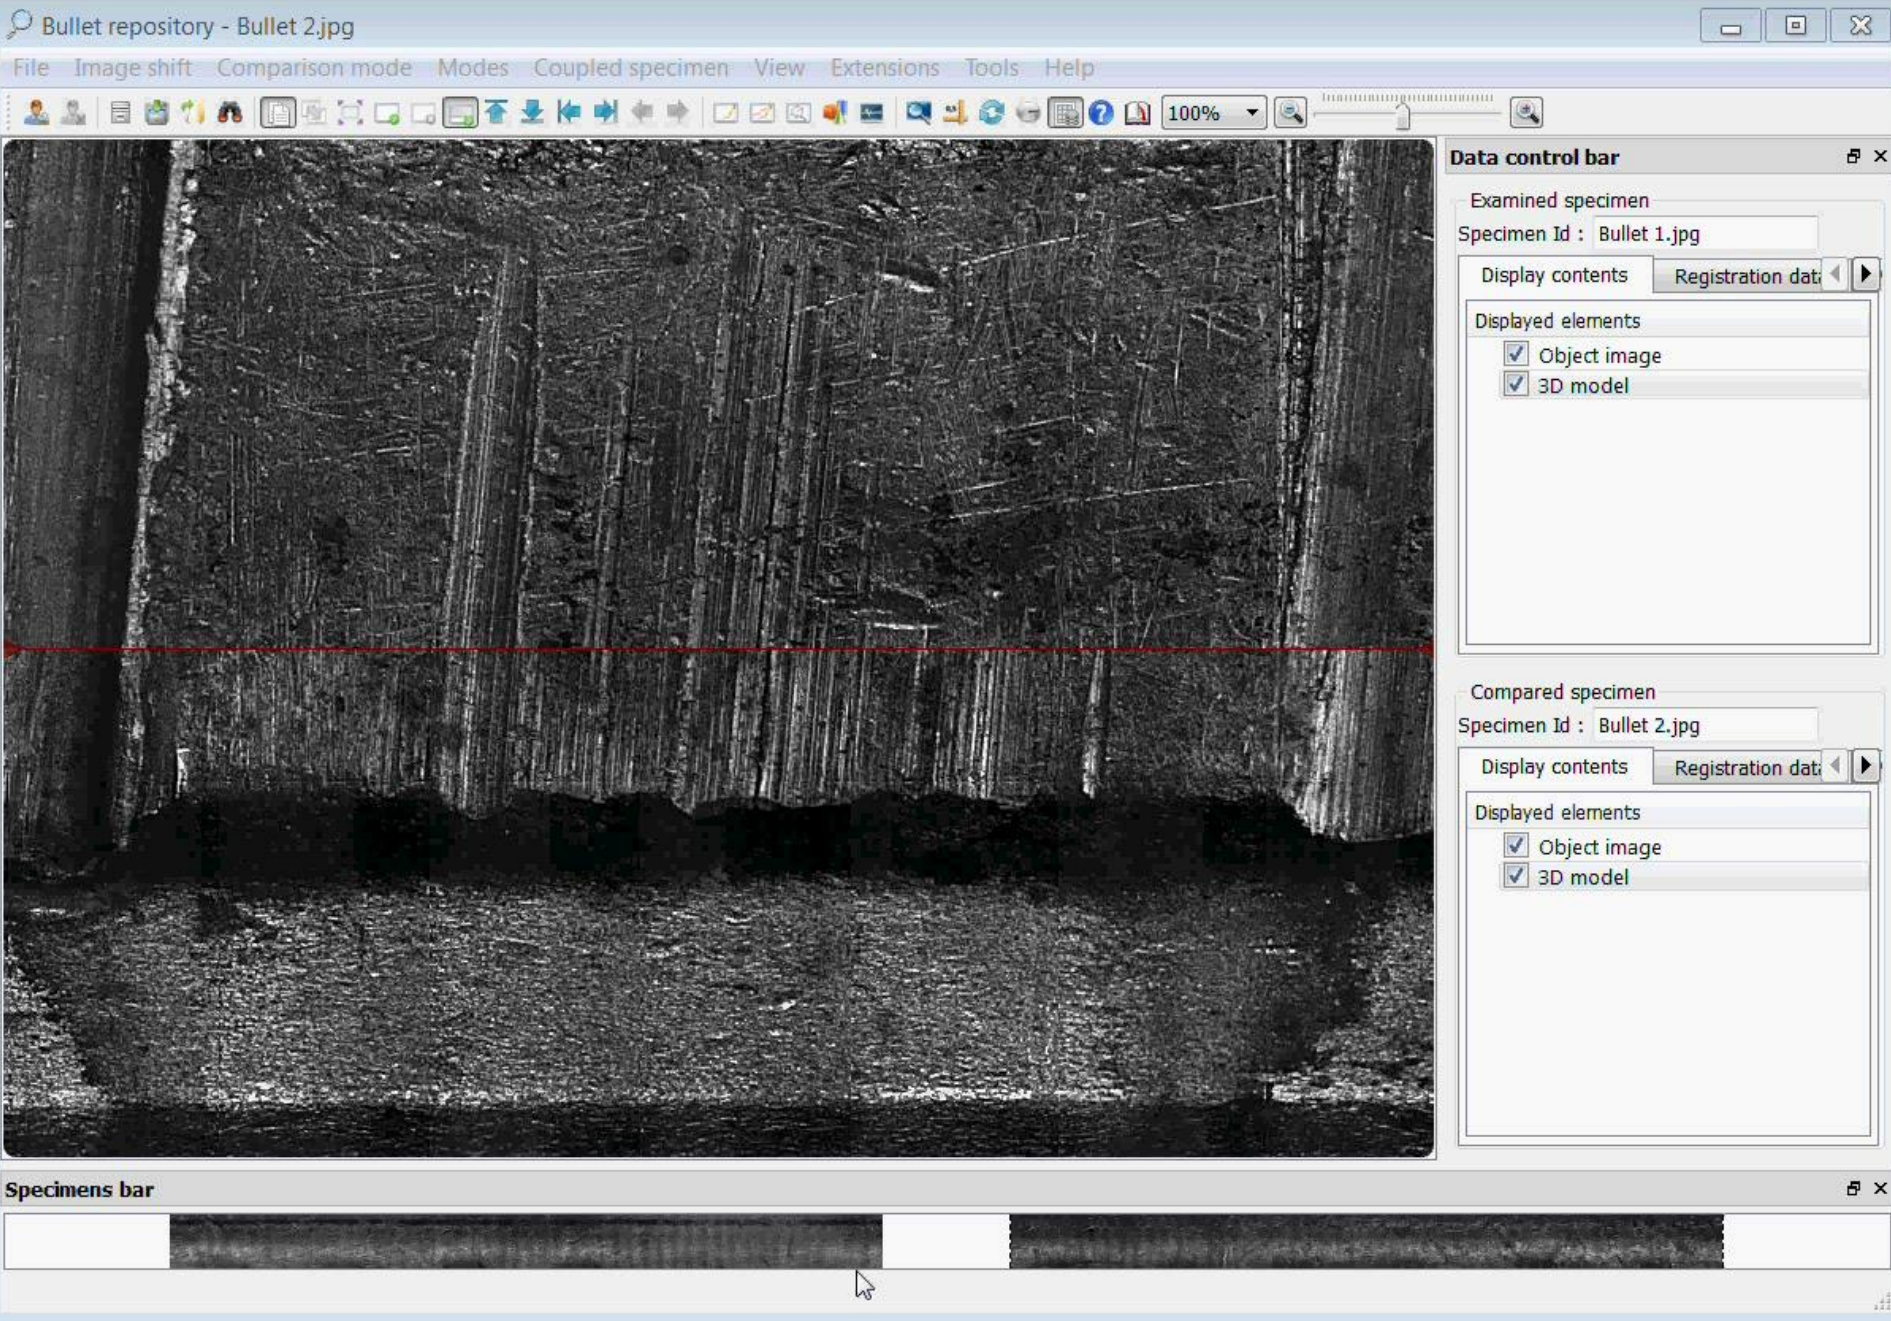 Bullet repository - Bullet 2.jpg
File Image shift Comparison mode Modes Coupled specimen View Extensions Tools Help
100%
Data control bar
Examined specimen
Specimen Id : Bullet 1.jpg
Display contents Registration data
Displayed elements
Object image
3D model
Compared specimen
Specimen Id : Bullet 2.jpg
Display contents Registration data
Displayed elements
Object image
3D model
Specimens bar